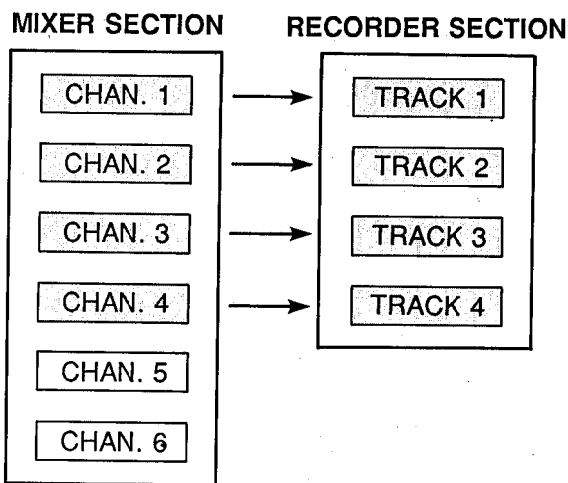 MIXER SECTION
RECORDER SECTION
CHAN. 1
TRACK 1
CHAN. 2
TRACK 2
CHAN. 3
TRACK 3
CHAN. 4
TRACK 4
CHAN. 5
CHAN. 6